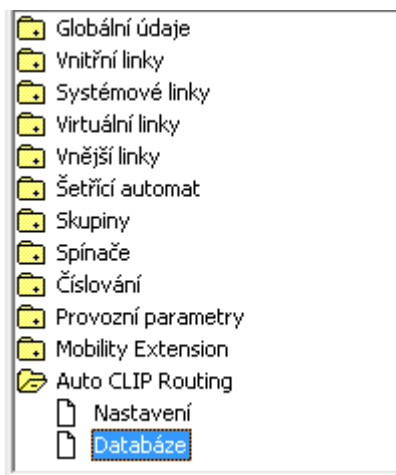 Globální údaje
Vnitřní linky
Systémové linky
Virtuální linky
Vnější linky
Šetřící automat
Skupiny
Spínače
Číslování
Provozní parametry
Mobility Extension
Auto CLIP Routing
Nastavení
Databáze